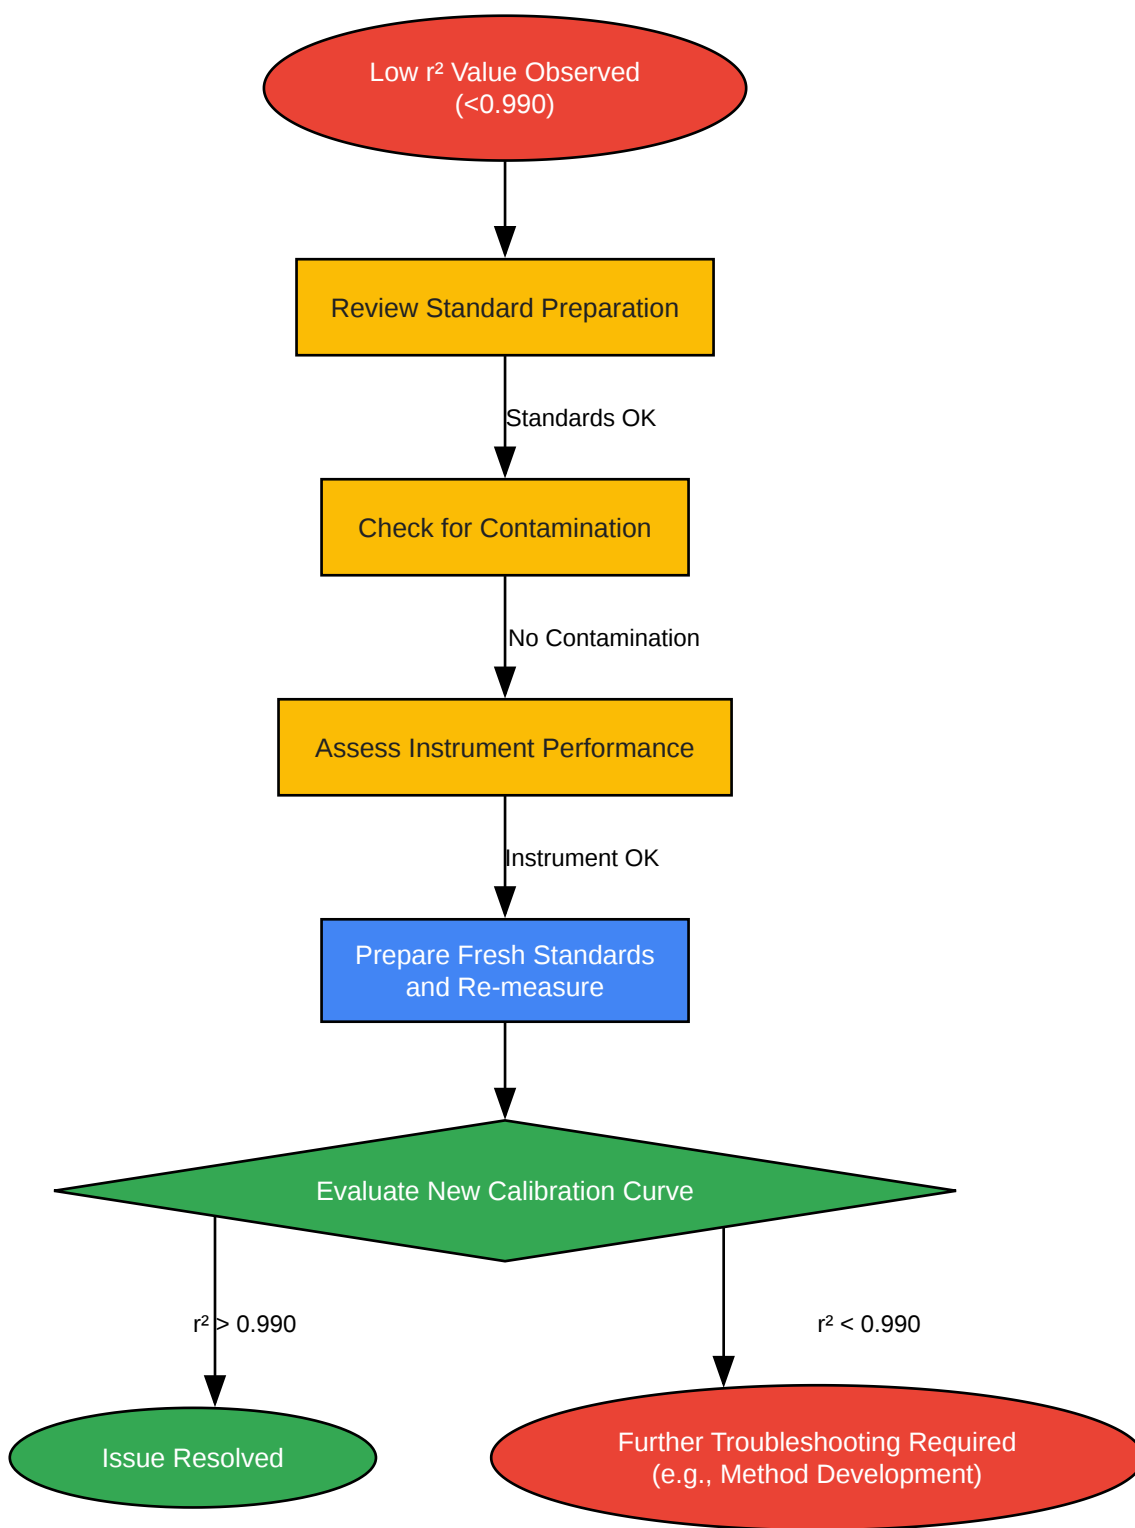 Low r² Value Observed
(<0.990)
Review Standard Preparation
Standards OK
Check for Contamination
No Contamination
Assess Instrument Performance
Instrument OK
Prepare Fresh Standards
and Re-measure
Evaluate New Calibration Curve
r² > 0.990
r² < 0.990
Issue Resolved
Further Troubleshooting Required
(e.g., Method Development)